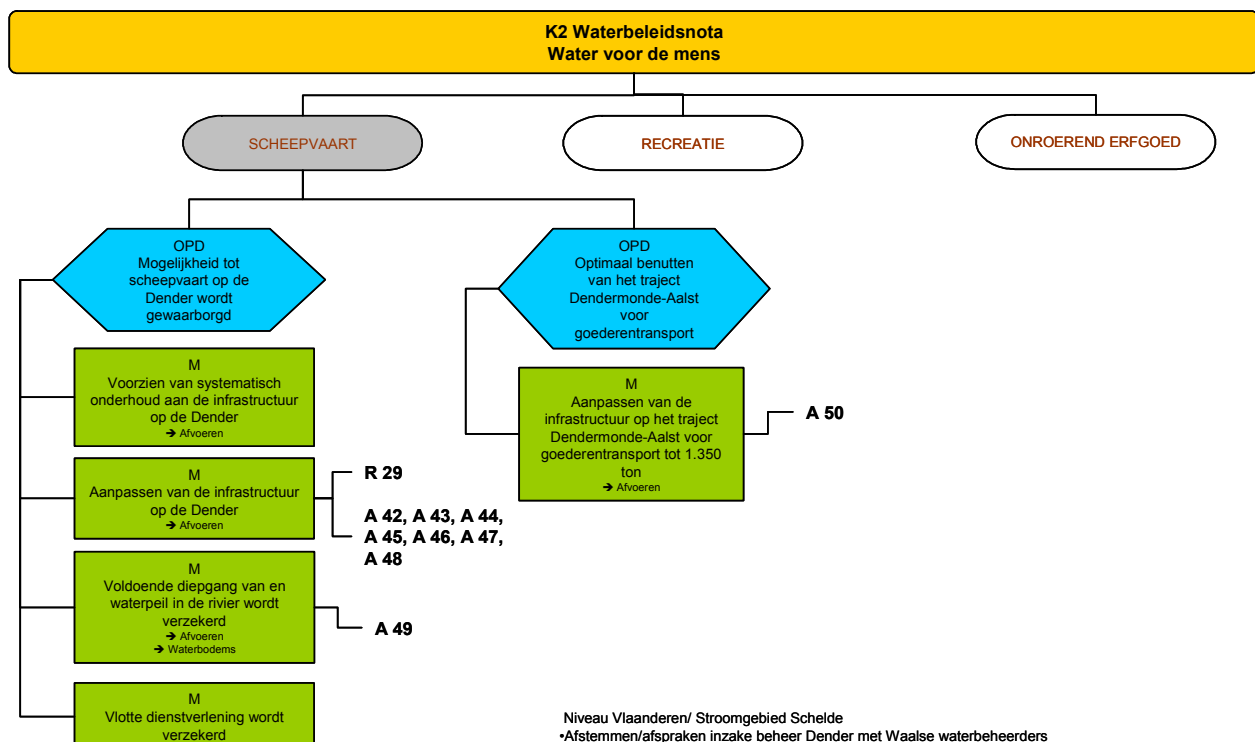 K2 Waterbeleidsnota
Water voor de mens
SCHEEPVAART
RECREATIE
ONROEREND ERFGOED
OPD
Mogelijkheid tot
scheepvaart op de
Dender wordt
gewaarborgd
OPD
Optimaal benutten
van het traject
Dendermonde-Aalst
voor
goederentransport
M
Voorzien van systematisch
onderhoud aan de infrastructuur
op de Dender
➔ Afvoeren
M
Aanpassen van de
infrastructuur op het traject
Dendermonde-Aalst voor
goederentransport tot 1.350
ton
➔ Afvoeren
A 50
M
Aanpassen van de infrastructuur
op de Dender
➔ Afvoeren
R 29
A 42, A 43, A 44,
A 45, A 46, A 47,
A 48
M
Voldoende diepgang van en
waterpeil in de rivier wordt
verzekerd
➔ Afvoeren
➔ Waterbodems
A 49
M
Vlotte dienstverlening wordt
verzekerd
Niveau Vlaanderen/ Stroomgebied Schelde
•Afstemmen/afspraken inzake beheer Dender met Waalse waterbeheerders